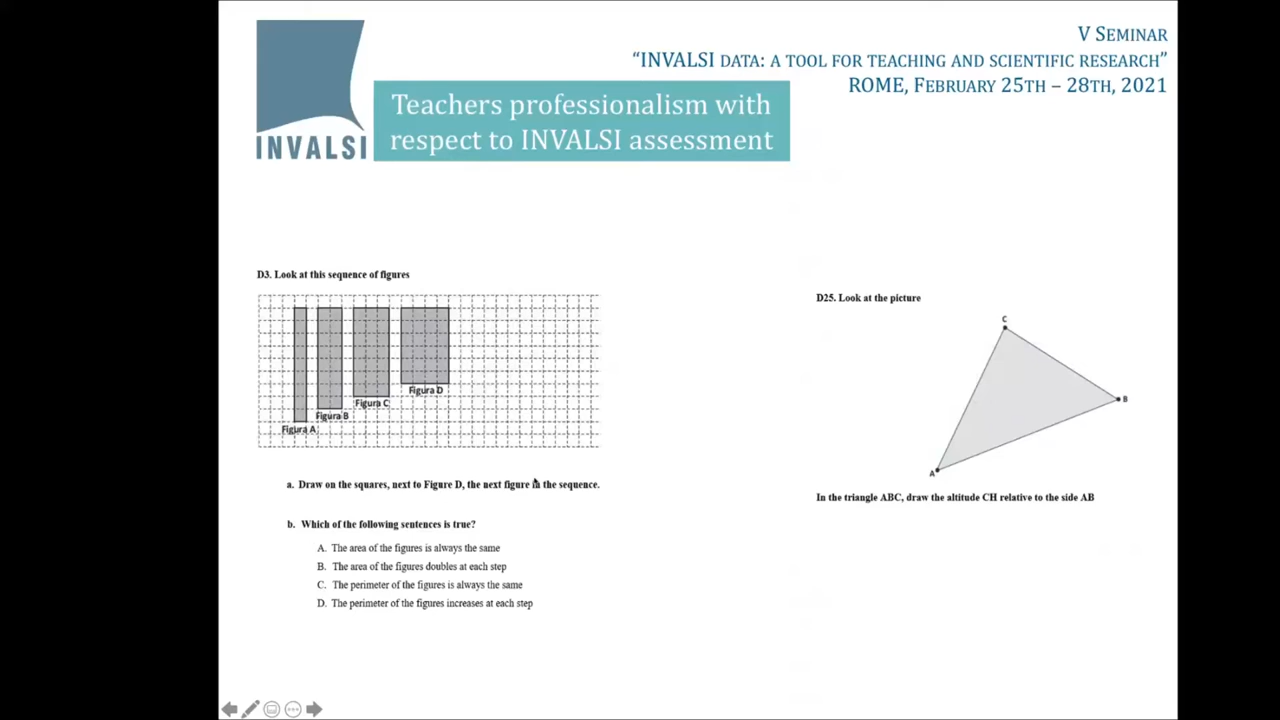 V SEMINAR
“INVALSI DATA: A TOOL FOR TEACHING AND SCIENTIFIC RESEARCH”
ROME, FEBRUARY 25TH – 28TH, 2021
INVALSI
Teachers professionalism with
respect to INVALSI assessment
D3. Look at this sequence of figures
Figura A
Figura B
Figura C
Figura D
a. Draw on the squares, next to Figure D, the next figure in the sequence.
b. Which of the following sentences is true?
A. The area of the figures is always the same
B. The area of the figures doubles at each step
C. The perimeter of the figures is always the same
D. The perimeter of the figures increases at each step
D25. Look at the picture
C
B
A
In the triangle ABC, draw the altitude CH relative to the side AB